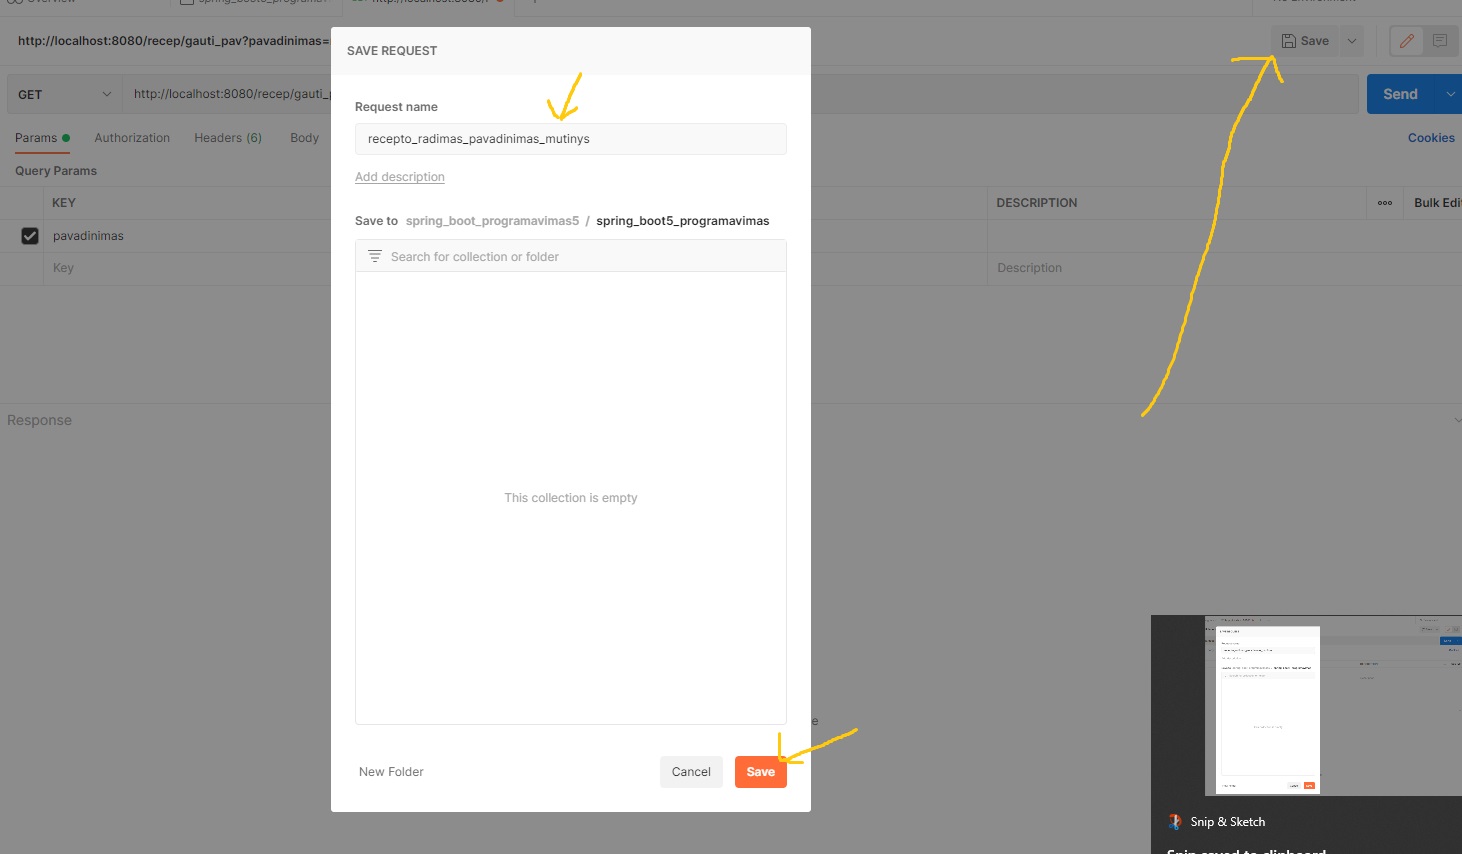 Overview
http://localhost:8080/recep/gauti_pav?pavadinimas=
Save
SAVE REQUEST
GET
http://localhost:8080/recep/gauti_
Send
Request name
recepto_radimas_pavadinimas_mutinys
Params
Authorization
Headers (6)
Body
Cookies
Query Params
Add description
KEY
DESCRIPTION
Bulk Edi
Save to spring_boot_programavimas5 / spring_boot5_programavimas
pavadinimas
Search for collection or folder
Key
Description
Response
This collection is empty
New Folder
Cancel
Save
Snip & Sketch
Snip saved to clipboard